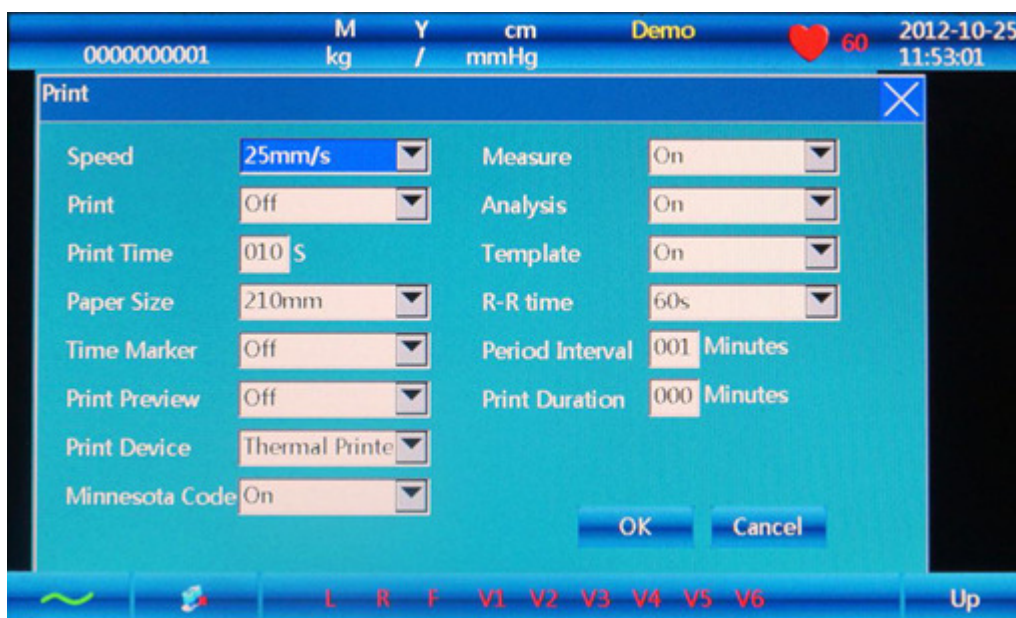 M Y cm Demo 60 2012-10-25
0000000001 kg / mmHg 11:53:01
Print
Speed 25mm/s Measure On
Print Off Analysis On
Print Time 010 S Template On
Paper Size 210mm R-R time 60s
Time Marker Off Period Interval 001 Minutes
Print Preview Off Print Duration 000 Minutes
Print Device Thermal Printe
Minnesota Code On
OK Cancel
L R F V1 V2 V3 V4 V5 V6 Up